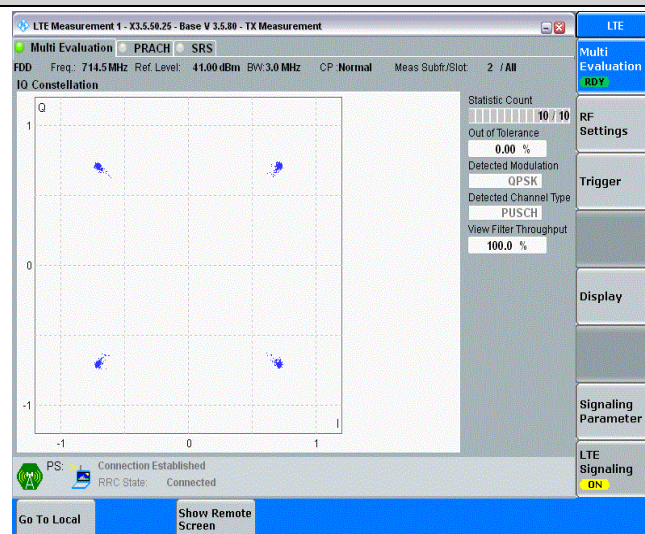 LTE Measurement 1 - X3.5.50.25 - Base V 3.5.80 - TX Measurement
LTE
Multi Evaluation PRACH SRS
FDD Freq.: 714.5 MHz Ref. Level: 41.00 dBm BW: 3.0 MHz CP :Normal Meas Subfr./Slot: 2 / All
IQ Constellation
Q
1
0
-1
I
-1 0 1
Statistic Count
10 / 10
Out of Tolerance
0.00 %
Detected Modulation
QPSK
Detected Channel Type
PUSCH
View Filter Throughput
100.0 %
Multi
Evaluation
RDY
RF
Settings
Trigger
Display
Signaling
Parameter
LTE
Signaling
ON
PS: Connection Established
RRC State: Connected
Go To Local
Show Remote
Screen